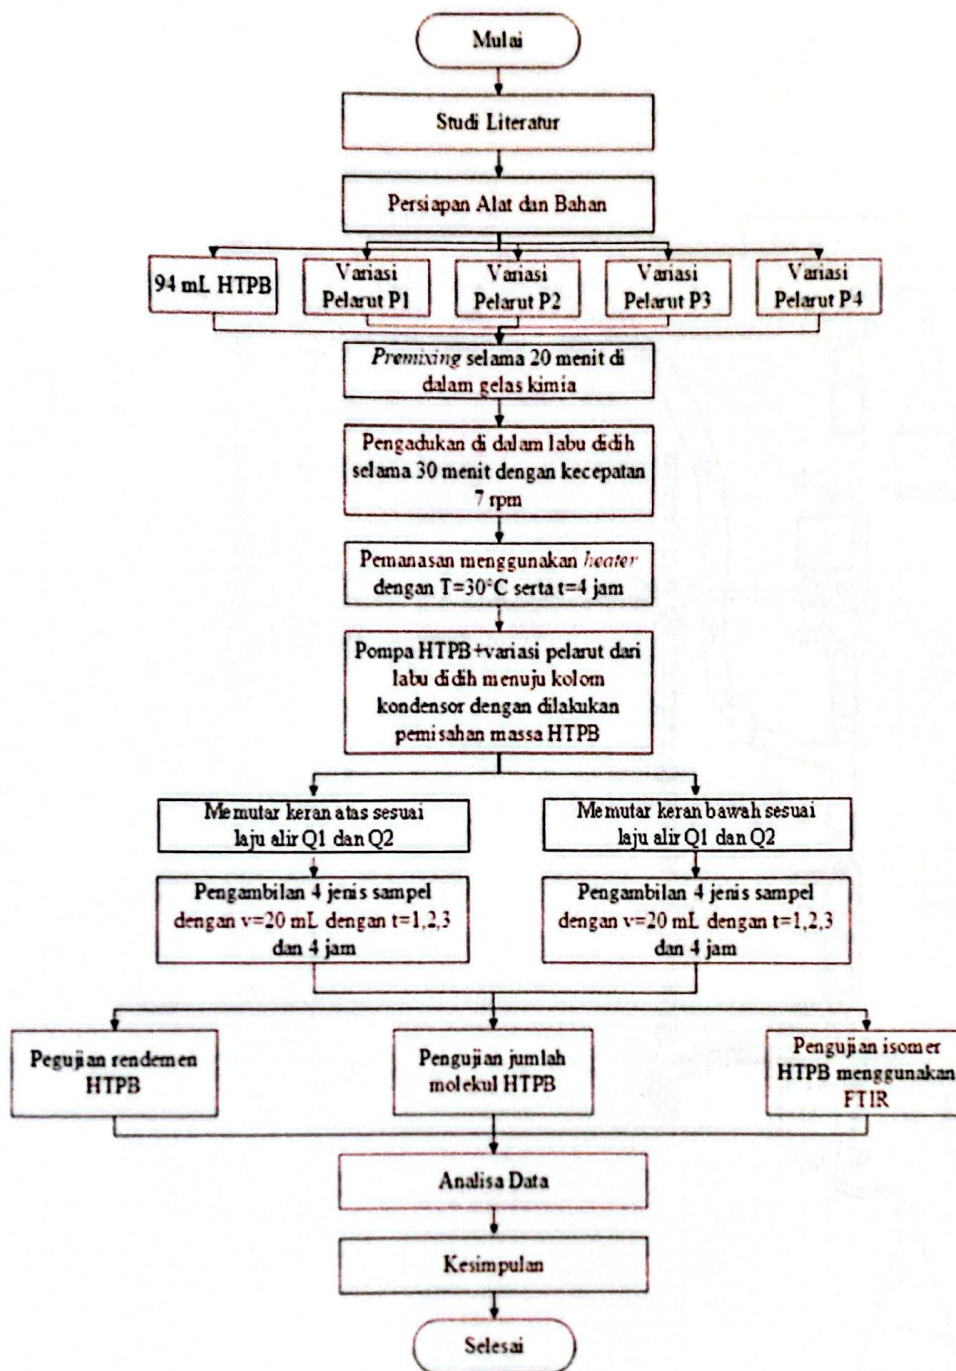 Mulai
Studi Literatur
Persiapan Alat dan Bahan
94 mL HTPB
Variasi
Pelarut P1
Variasi
Pelarut P2
Variasi
Pelarut P3
Variasi
Pelarut P4
Premixing selama 20 menit di
dalam gelas kimia
Pengadukan di dalam labu didih
selama 30 menit dengan kecepatan
7 rpm
Pemanasan menggunakan heater
dengan T=30°C serta t=4 jam
Pompa HTPB+variasi pelarut dari
labu didih menuju kolom
kondensor dengan dilakukan
pemisahan massa HTPB
Memutar keran atas sesuai
laju alir Q1 dan Q2
Memutar keran bawah sesuai
laju alir Q1 dan Q2
Pengambilan 4 jenis sampel
dengan v=20 mL dengan t=1,2,3
dan 4 jam
Pengambilan 4 jenis sampel
dengan v=20 mL dengan t=1,2,3
dan 4 jam
Pegujian rendemen
HTPB
Pengujian jumlah
molekul HTPB
Pengujian isomer
HTPB menggunakan
FTIR
Analisa Data
Kesimpulan
Selesai